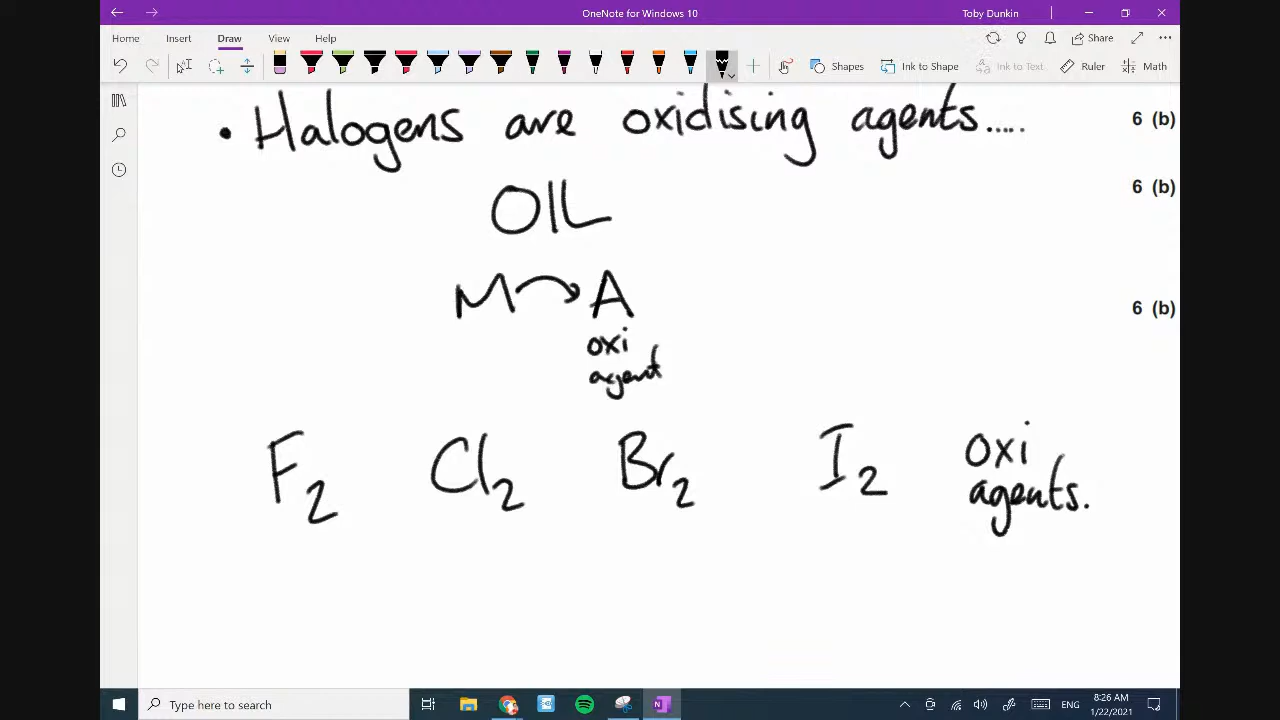 OneNote for Windows 10
Toby Dunkin
Home Insert Draw View Help
Share
Shapes
Ink to Shape
Ink to Text
Ruler
Math
• Halogens are oxidising agents.....
6 (b)
OIL
6 (b)
M A
6 (b)
oxi
agent
F2 Cl2 Br2 I2 oxi
agents.
Type here to search
ENG
8:26 AM
1/22/2021